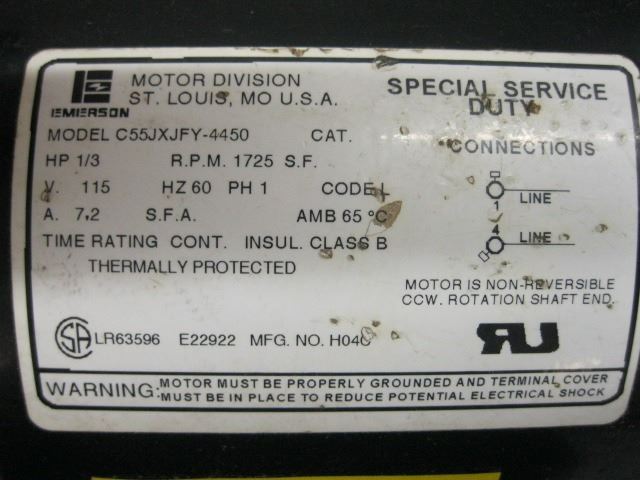 MOTOR DIVISION
ST. LOUIS, MO U.S.A.
EMERSON
MODEL C55JXJFY-4450 CAT.
HP 1/3 R.P.M. 1725 S.F.
V. 115 HZ 60 PH 1 CODE L
A. 7.2 S.F.A. AMB 65 °C
TIME RATING CONT. INSUL. CLASS B
THERMALLY PROTECTED
LR63596 E22922 MFG. NO. H04C
SPECIAL SERVICE
DUTY
CONNECTIONS
1 LINE
4 LINE
MOTOR IS NON-REVERSIBLE
CCW. ROTATION SHAFT END.
WARNING: MOTOR MUST BE PROPERLY GROUNDED AND TERMINAL COVER
MUST BE IN PLACE TO REDUCE POTENTIAL ELECTRICAL SHOCK